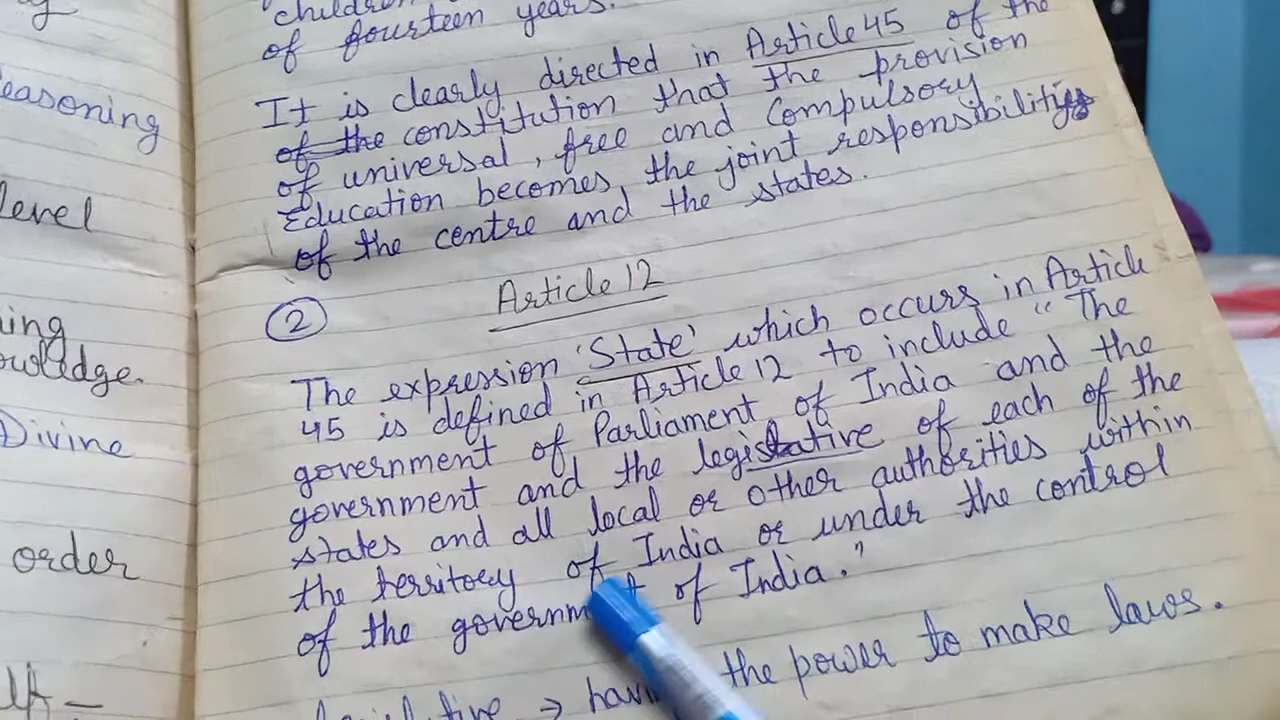 children
of fourteen years.
It is clearly directed in Article 45 of the
of the constitution that the provision
of universal, free and Compulsory
Education becomes, the joint responsibility
of the centre and the states.
easoning
level
ing
owledge.
Divine
order
② Article 12
The expression 'State' which occurs in Article
45 is defined in Article 12 to include "The
government of Parliament of India and the
government and the legislative of each of the
states and all local or other authorities within
the territory of India or under the control
of the governm of India."
→ having the power to make laws.